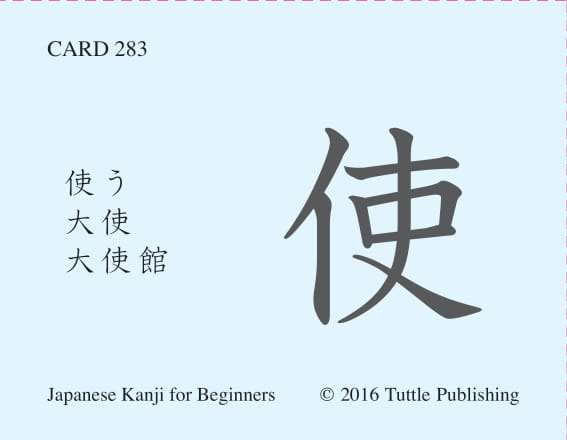 CARD 283
使う
大使
大使館
使
Japanese Kanji for Beginners © 2016 Tuttle Publishing